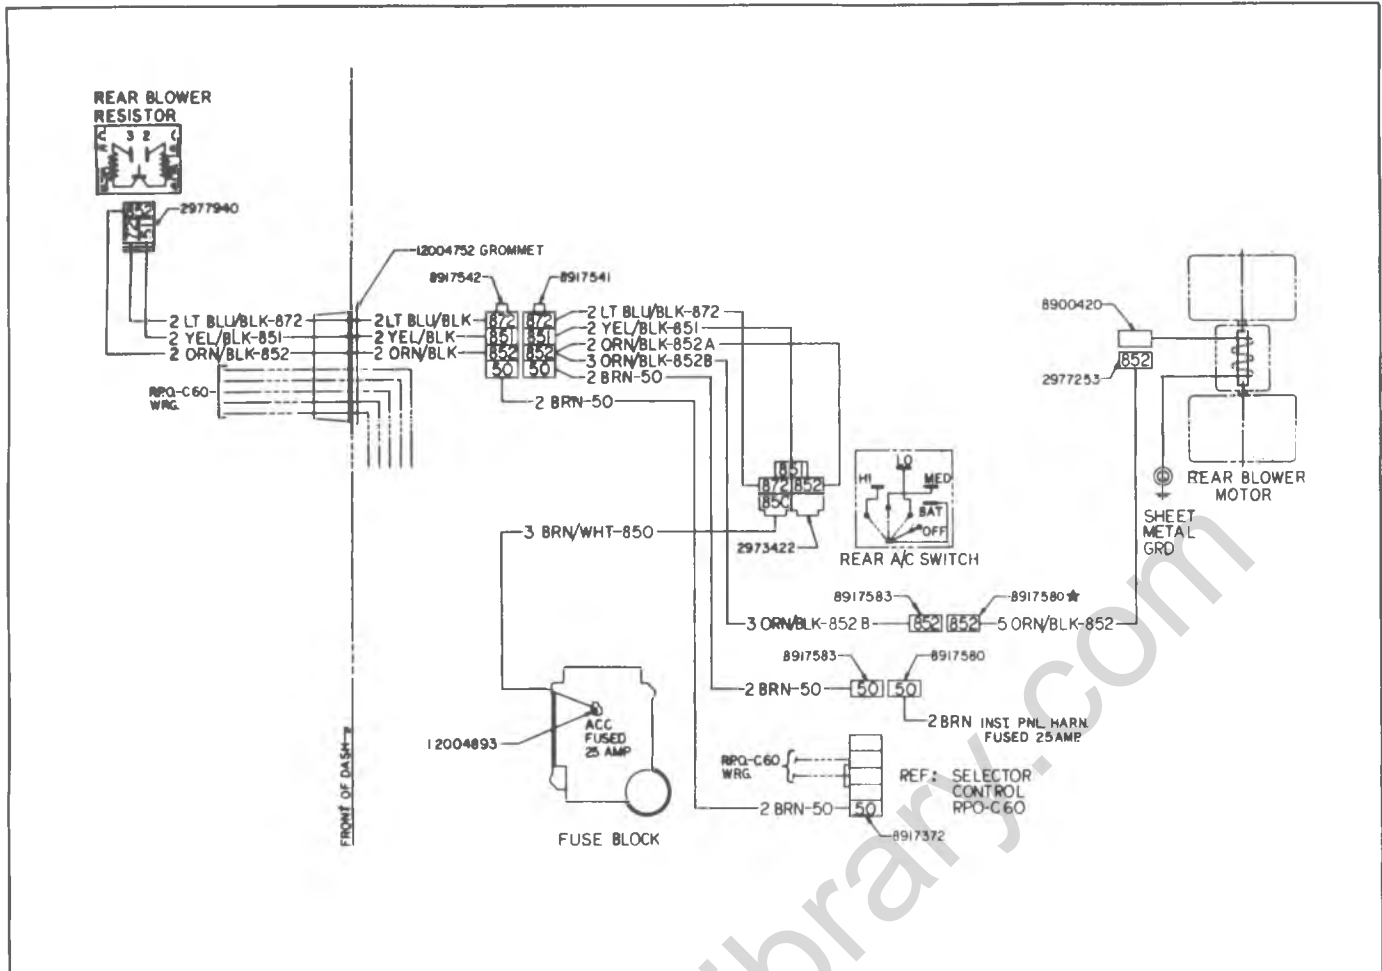 REAR BLOWER
RESISTOR
3 2
852
2977940
12004752 GROMMET
8917542
8917541
2 LT BLU/BLK-872
2 YEL/BLK-851
2 ORN/BLK-852
2 LT BLU/BLK
2 YEL/BLK
2 ORN/BLK
872
851
852
50
872
851
852
50
2 LT BLU/BLK-872
2 YEL/BLK-851
2 ORN/BLK-852A
3 ORN/BLK-852B
2 BRN-50
2 BRN-50
RPO-C60
WRG.
8900420
852
2977253
REAR BLOWER
MOTOR
SHEET
METAL
GRD
851
872 852
850
2973422
LO
HI
MED
BAT
OFF
REAR A/C SWITCH
3 BRN/WHT-850
8917583
8917580★
3 ORN/BLK-852 B
852
852
5 ORN/BLK-852
8917583
8917580
2 BRN-50
50
50
2 BRN INST. PNL. HARN.
FUSED 25AMP.
12004893
ACC
FUSED
25 AMP
FUSE BLOCK
FRONT OF DASH
RPO-C60
WRG.
REF: SELECTOR
CONTROL
RPO-C60
2 BRN-50
50
8917372
brary.com